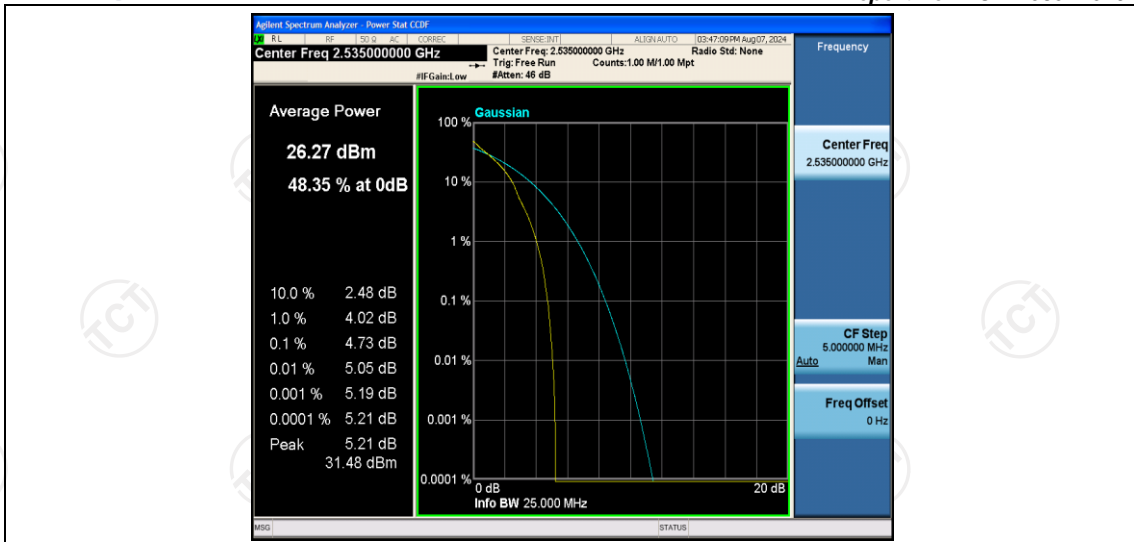 Agilent Spectrum Analyzer - Power Stat CCDF
RL RF 50 Ω AC CORREC SENSE:INT ALIGN AUTO 03:47:09PM Aug 07, 2024
Center Freq 2.535000000 GHz
Center Freq: 2.535000000 GHz Radio Std: None
Trig: Free Run Counts:1.00 M/1.00 Mpt
#IFGain:Low #Atten: 46 dB
Frequency
Average Power
26.27 dBm
48.35 % at 0dB
10.0 % 2.48 dB
1.0 % 4.02 dB
0.1 % 4.73 dB
0.01 % 5.05 dB
0.001 % 5.19 dB
0.0001 % 5.21 dB
Peak 5.21 dB
31.48 dBm
Gaussian
100 %
10 %
1 %
0.1 %
0.01 %
0.001 %
0.0001 %
0 dB 20 dB
Info BW 25.000 MHz
Center Freq
2.535000000 GHz
CF Step
5.000000 MHz
Auto Man
Freq Offset
0 Hz
MSG STATUS
TCT
TCT